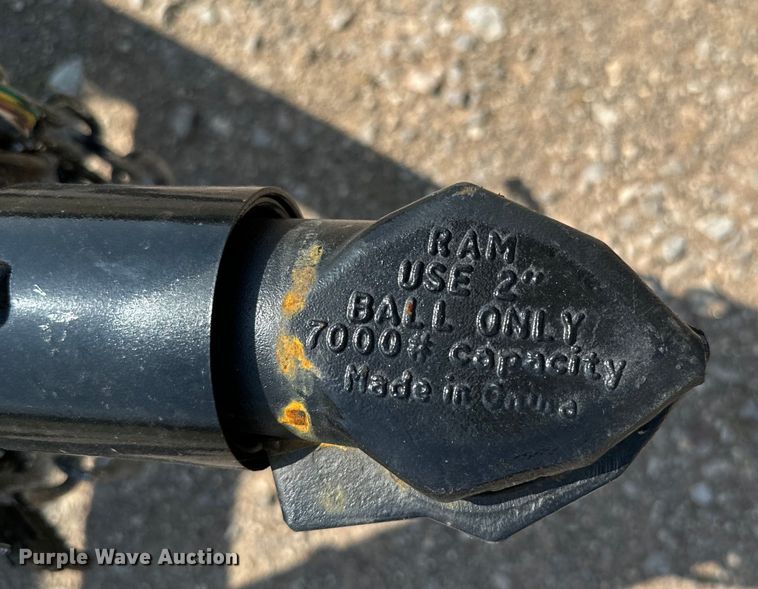 RAM
USE 2"
BALL ONLY
7000# capacity
Made in China
Purple Wave Auction